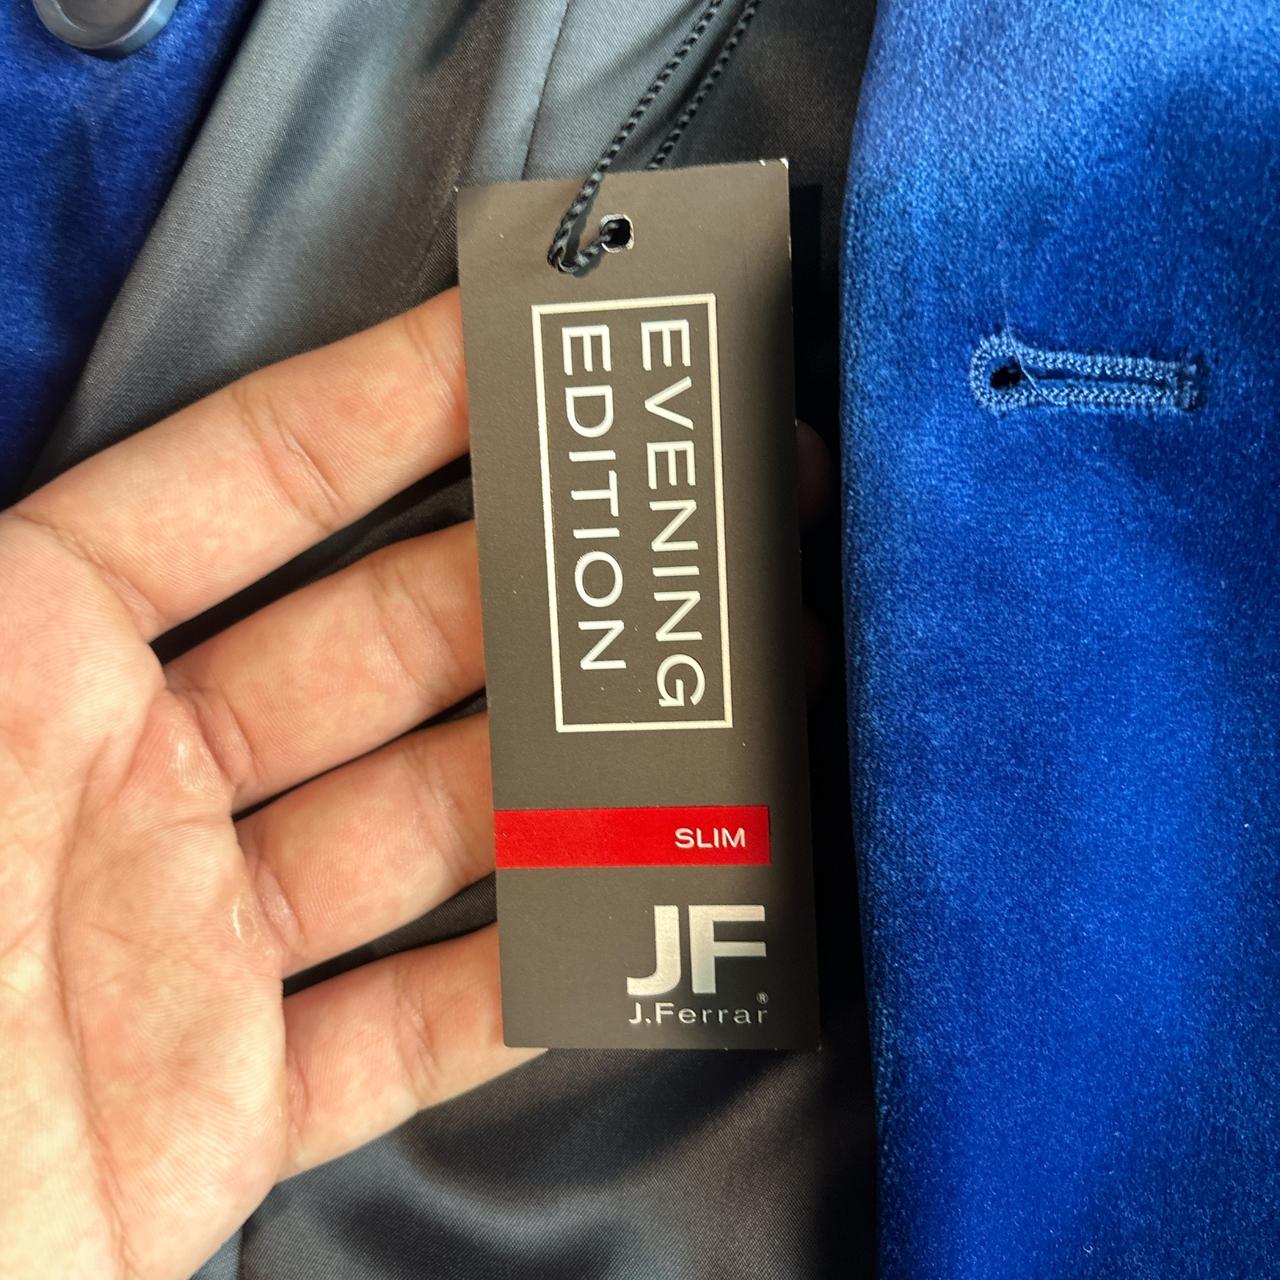 EVENING
EDITION
SLIM
JF
®
J.Ferrar